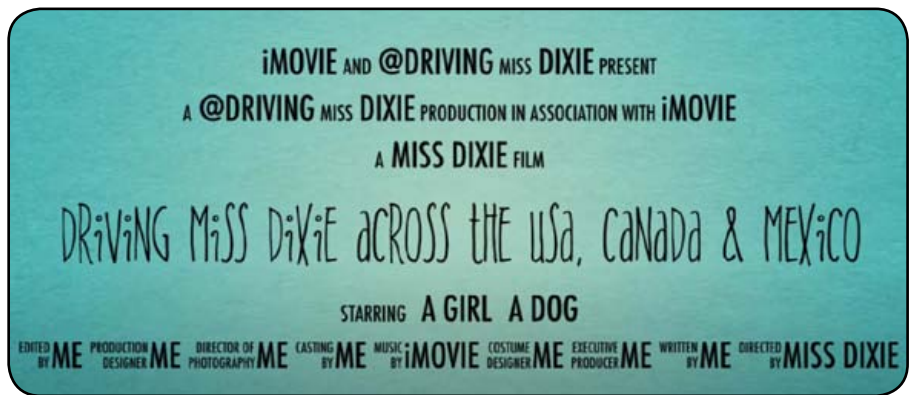 iMOVIE AND @DRIVING MISS DIXIE PRESENT
A @DRIVING MISS DIXIE PRODUCTION IN ASSOCIATION WITH iMOVIE
A MISS DIXIE FILM
DRiViNG MiSS DiXiE aCROSS tHE USa, CaNaDa & MEXiCO
STARRING A GIRL A DOG
EDITED BY ME PRODUCTION DESIGNER ME DIRECTOR OF PHOTOGRAPHY ME CASTING BY ME MUSIC BY iMOVIE COSTUME DESIGNER ME EXECUTIVE PRODUCER ME WRITTEN BY ME DIRECTED BY MISS DIXIE